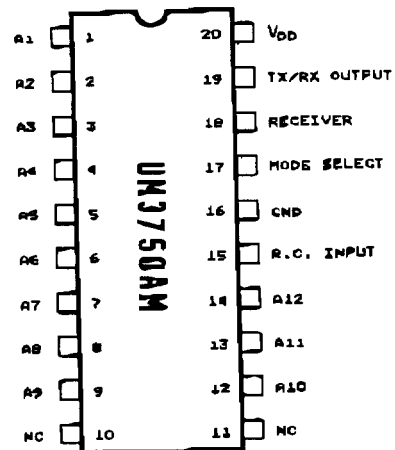 A1 1 20 VDD
A2 2 19 TX/RX OUTPUT
A3 3 18 RECEIVER
A4 4 17 MODE SELECT
A5 5 16 GND
A6 6 15 R.C. INPUT
A7 7 14 A12
A8 8 13 A11
A9 9 12 A10
NC 10 11 NC
UM3750AM